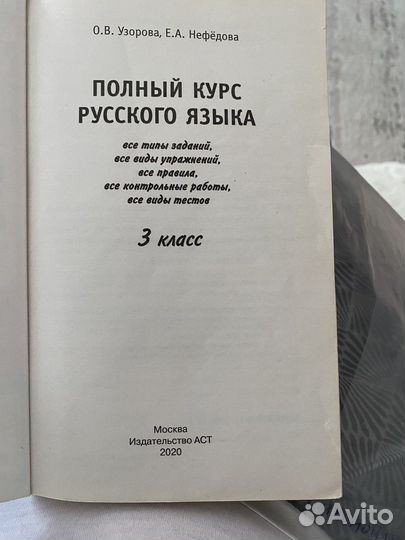 О.В. Узорова, Е.А. Нефёдова
ПОЛНЫЙ КУРС
РУССКОГО ЯЗЫКА
все типы заданий,
все виды упражнений,
все правила,
все контрольные работы,
все виды тестов
3 класс
Москва
Издательство АСТ
2020
Avito